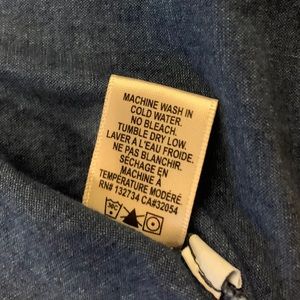 MACHINE WASH IN
COLD WATER.
NO BLEACH.
TUMBLE DRY LOW.
LAVER À L'EAU FROIDE.
NE PAS BLANCHIR.
SÉCHAGE EN
MACHINE À
TEMPÉRATURE MODÉRÉ.
RN# 132734 CA#32054